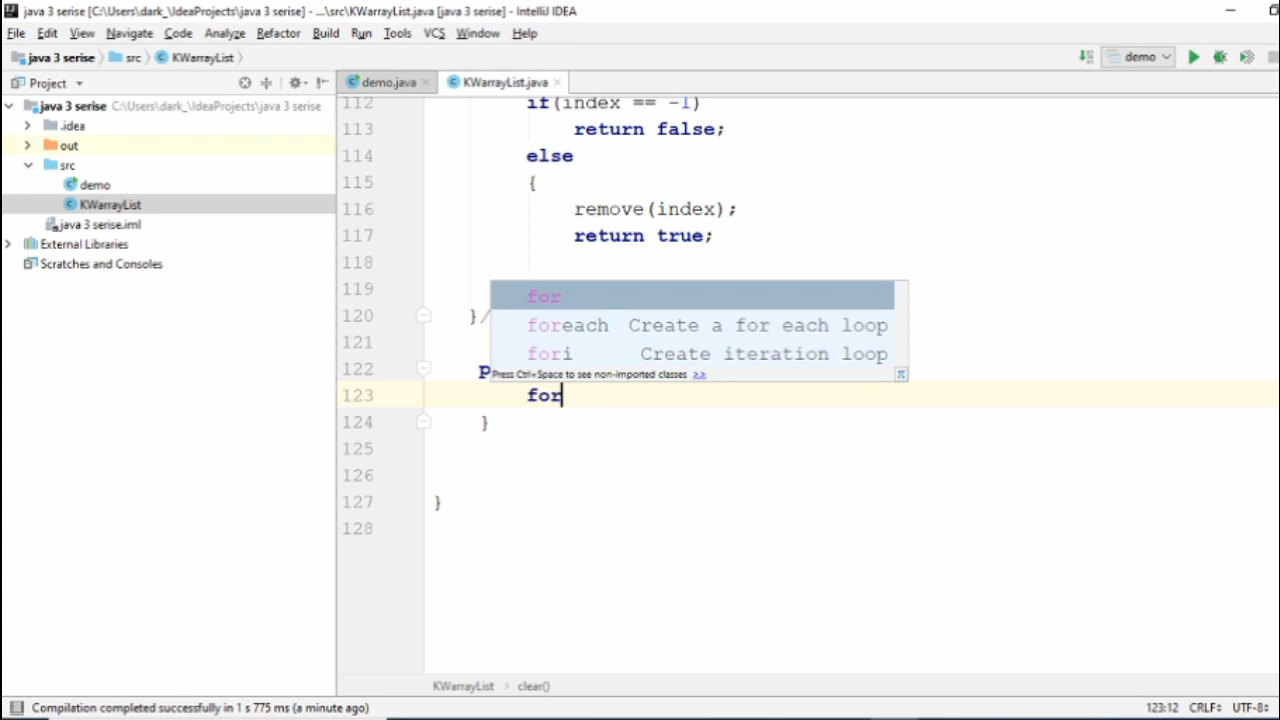 java 3 serise [C:\Users\dark_\IdeaProjects\java 3 serise] - ...\src\KWarrayList.java [java 3 serise] - IntelliJ IDEA
File Edit View Navigate Code Analyze Refactor Build Run Tools VCS Window Help
java 3 serise src KWarrayList demo
Project
demo.java KWarrayList.java
java 3 serise C:\Users\dark_\IdeaProjects\java 3 serise
.idea
out
src
demo
KWarrayList
java 3 serise.iml
External Libraries
Scratches and Consoles
112 if(index == -1)
113 return false;
114 else
115 {
116 remove(index);
117 return true;
118
119
120 }/
121
122 p
123 for
124 }
125
126
127 }
128
for
foreach Create a for each loop
fori Create iteration loop
Press Ctrl+Space to see non-imported classes >>
KWarrayList clear()
Compilation completed successfully in 1 s 775 ms (a minute ago) 123:12 CRLF UTF-8